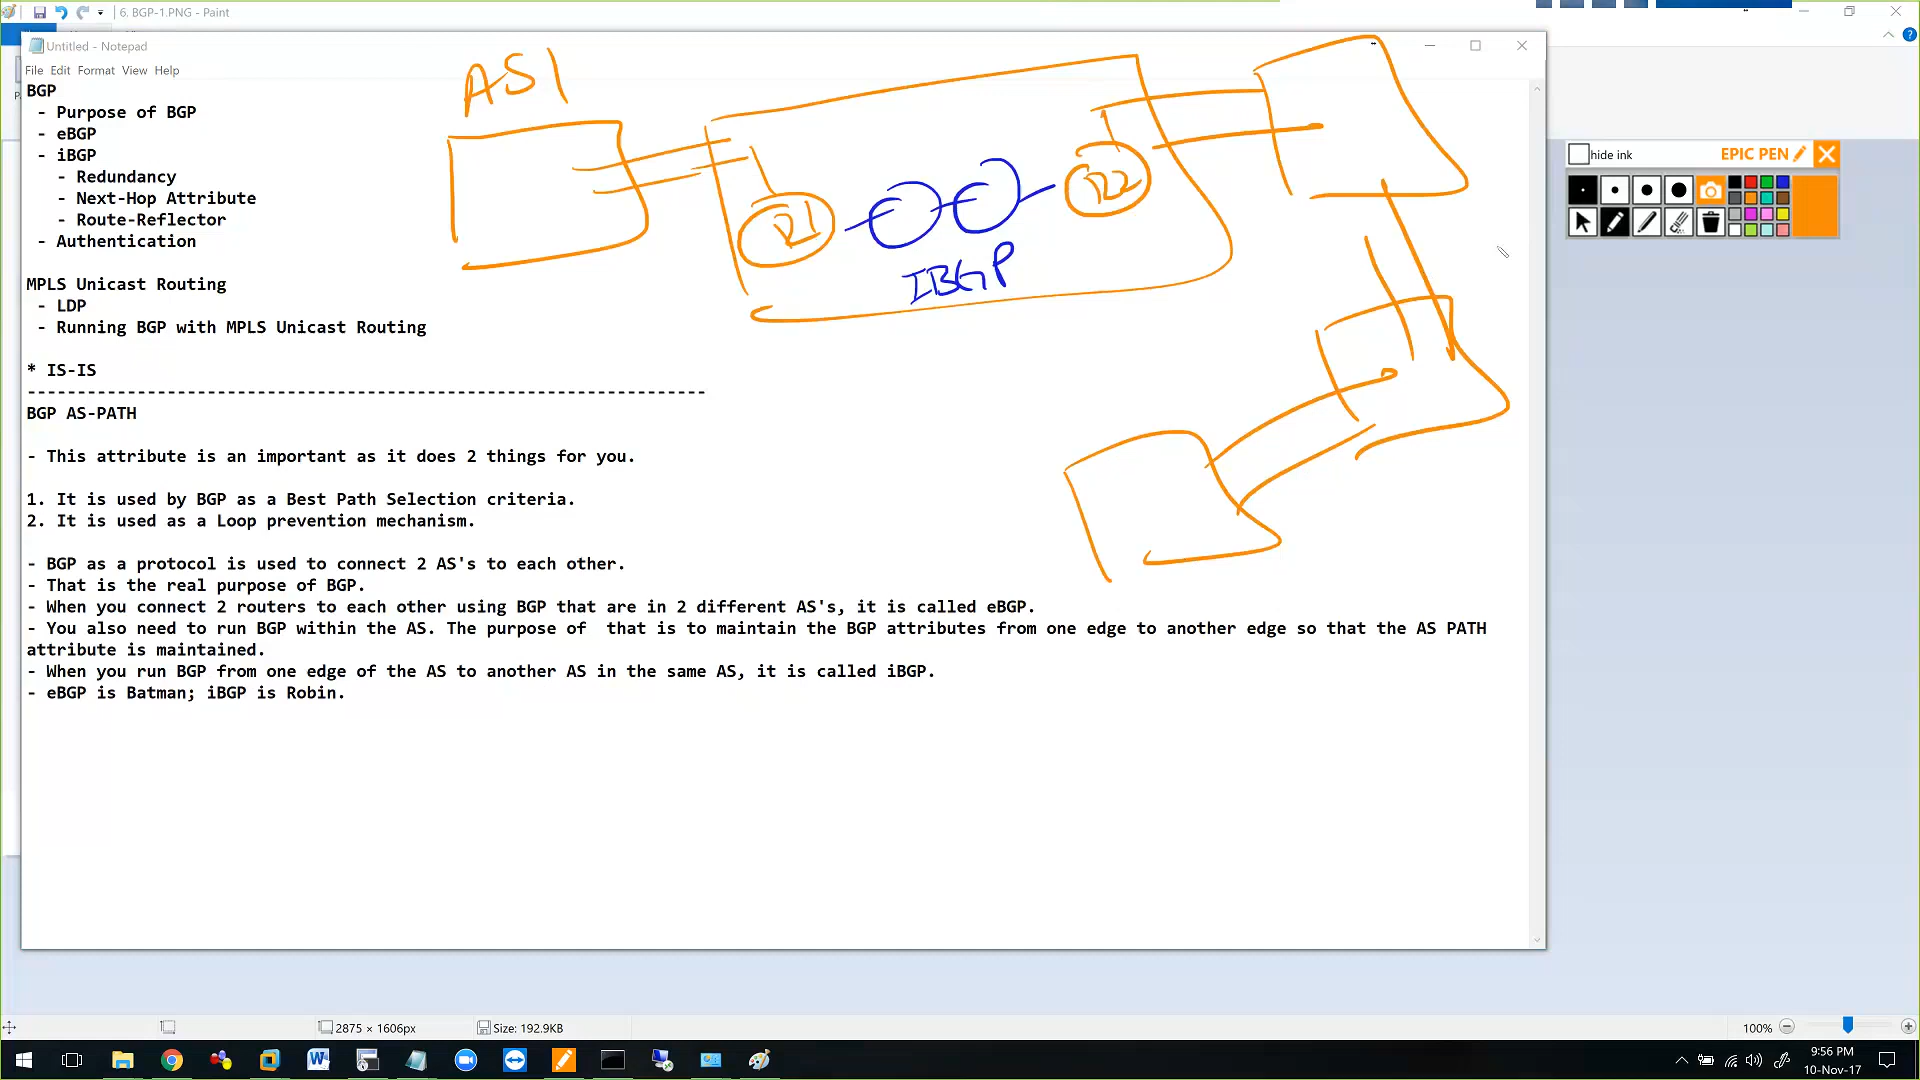 6. BGP-1.PNG - Paint
Untitled - Notepad
File Edit Format View Help
BGP
- Purpose of BGP
- eBGP
- iBGP
- Redundancy
- Next-Hop Attribute
- Route-Reflector
- Authentication
MPLS Unicast Routing
- LDP
- Running BGP with MPLS Unicast Routing
* IS-IS
--------------------------------------------------------------------
BGP AS-PATH
- This attribute is an important as it does 2 things for you.
1. It is used by BGP as a Best Path Selection criteria.
2. It is used as a Loop prevention mechanism.
- BGP as a protocol is used to connect 2 AS's to each other.
- That is the real purpose of BGP.
- When you connect 2 routers to each other using BGP that are in 2 different AS's, it is called eBGP.
- You also need to run BGP within the AS. The purpose of  that is to maintain the BGP attributes from one edge to another edge so that the AS PATH
attribute is maintained.
- When you run BGP from one edge of the AS to another AS in the same AS, it is called iBGP.
- eBGP is Batman; iBGP is Robin.
AS1
R1
R2
IBGP
hide ink
EPIC PEN
2875 × 1606px
Size: 192.9KB
100%
9:56 PM
10-Nov-17